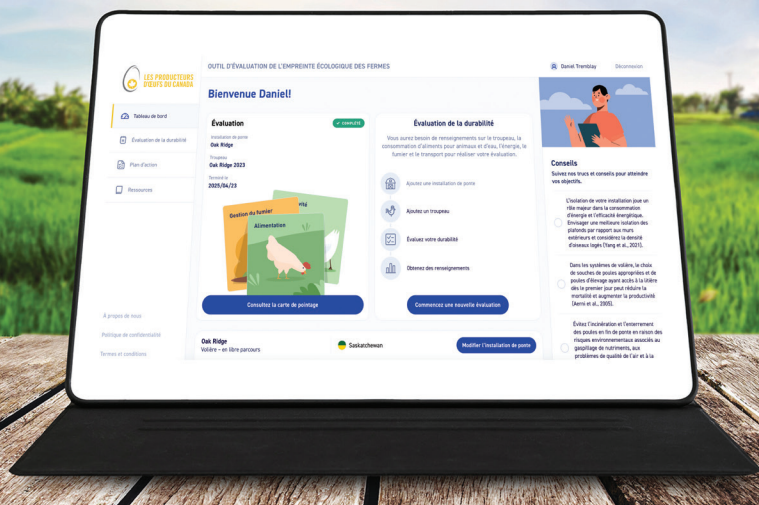 LES PRODUCTEURS
D'ŒUFS DU CANADA
OUTIL D'ÉVALUATION DE L'EMPREINTE ÉCOLOGIQUE DES FERMES
Daniel Tremblay
Déconnexion
Tableau de bord
Évaluation de la durabilité
Plan d'action
Ressources
À propos de nous
Politique de confidentialité
Termes et conditions
Bienvenue Daniel!
Évaluation
COMPLÉTÉ
Installation de ponte
Oak Ridge
Troupeau
Oak Ridge 2023
Terminé le
2025/04/23
Gestion du fumier
Alimentation
Consultez la carte de pointage
Évaluation de la durabilité
Vous aurez besoin de renseignements sur le troupeau, la
consommation d'aliments pour animaux et d'eau, l'énergie, le
fumier et le transport pour réaliser votre évaluation.
Ajoutez une installation de ponte
Ajoutez un troupeau
Évaluez votre durabilité
Obtenez des renseignements
Commencez une nouvelle évaluation
Oak Ridge
Volière – en libre parcours
Saskatchewan
Modifier l'installation de ponte
Conseils
Suivez nos trucs et conseils pour atteindre
vos objectifs.
L'isolation de votre installation joue un
rôle majeur dans la consommation
d'énergie et l'efficacité énergétique.
Envisager une meilleure isolation des
plafonds par rapport aux murs
extérieurs et considérez la densité
d'oiseaux logés (Yang et al., 2021).
Dans les systèmes de volière, le choix
de souches de poules appropriées et de
poules d'élevage ayant accès à la litière
dès le premier jour peut réduire la
mortalité et augmenter la productivité
(Aerni et al., 2005).
Évitez l'incinération et l'enterrement
des poules en fin de ponte en raison des
risques environnementaux associés au
gaspillage de nutriments, aux
problèmes de qualité de l'air et à la